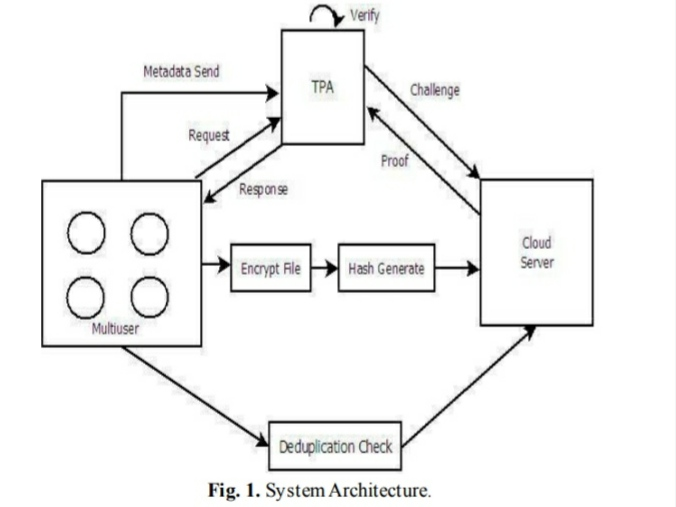 Verify
Metadata Send
TPA
Challenge
Request
Proof
Response
Cloud
Server
Encrypt File
Hash Generate
Multiuser
Deduplication Check
Fig. 1. System Architecture.